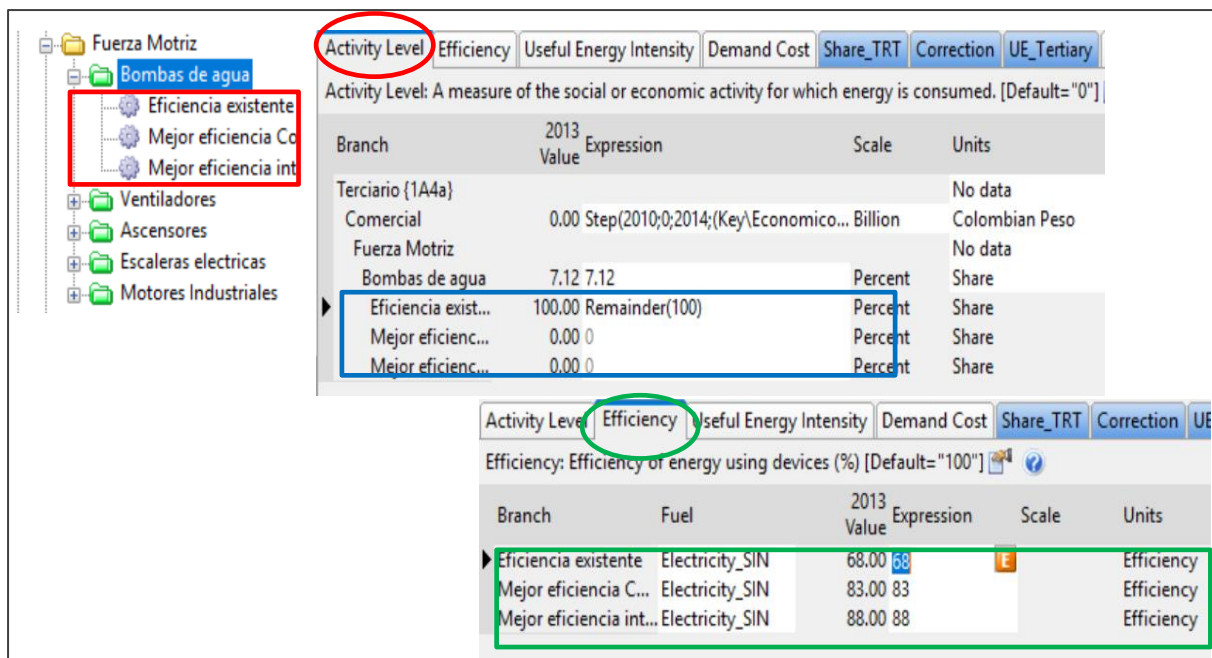 Fuerza Motriz
Bombas de agua
Eficiencia existente
Mejor eficiencia Co
Mejor eficiencia int
Ventiladores
Ascensores
Escaleras electricas
Motores Industriales
Activity Level Efficiency Useful Energy Intensity Demand Cost Share_TRT Correction UE_Tertiary
Activity Level: A measure of the social or economic activity for which energy is consumed. [Default="0"]
Branch 2013 Value Expression Scale Units
Terciario {1A4a} No data
Comercial 0.00 Step(2010;0;2014;(Key\Economico... Billion Colombian Peso
Fuerza Motriz No data
Bombas de agua 7.12 7.12 Percent Share
Eficiencia exist... 100.00 Remainder(100) Percent Share
Mejor eficienc... 0.00 0 Percent Share
Mejor eficienc... 0.00 0 Percent Share
Activity Level Efficiency Useful Energy Intensity Demand Cost Share_TRT Correction UE
Efficiency: Efficiency of energy using devices (%) [Default="100"]
Branch Fuel 2013 Value Expression Scale Units
Eficiencia existente Electricity_SIN 68.00 68 E Efficiency
Mejor eficiencia C... Electricity_SIN 83.00 83 Efficiency
Mejor eficiencia int... Electricity_SIN 88.00 88 Efficiency